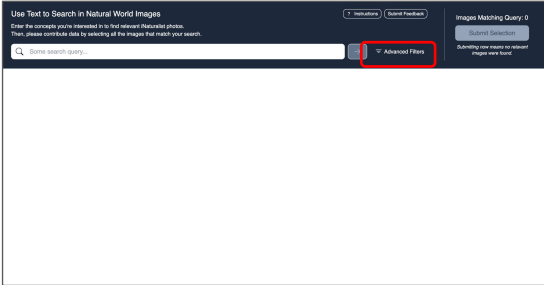 Use Text to Search in Natural World Images
Enter the concepts you're interested in to find relevant iNaturalist photos.
Then, please contribute data by selecting all the images that match your search.
? Instructions
Submit Feedback
Some search query...
Advanced Filters
Images Matching Query: 0
Submit Selection
Submitting now means no relevant
images were found.